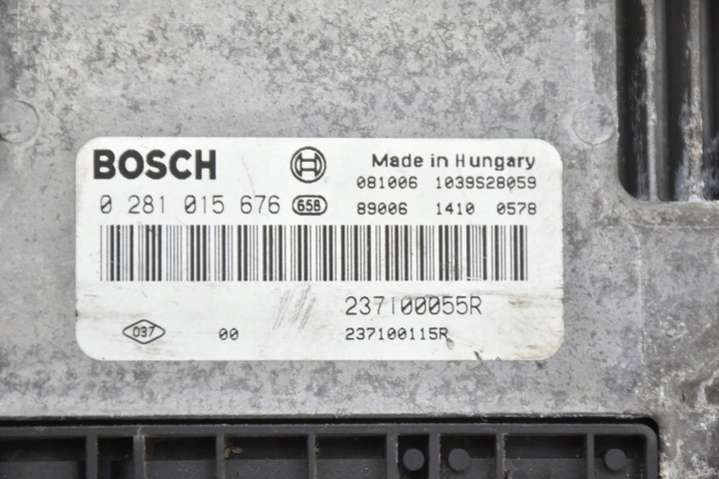 BOSCH
Made in Hungary
081006 1039S28059
0 281 015 676 658
89006 1410 0578
237100055R
037 00 237100115R